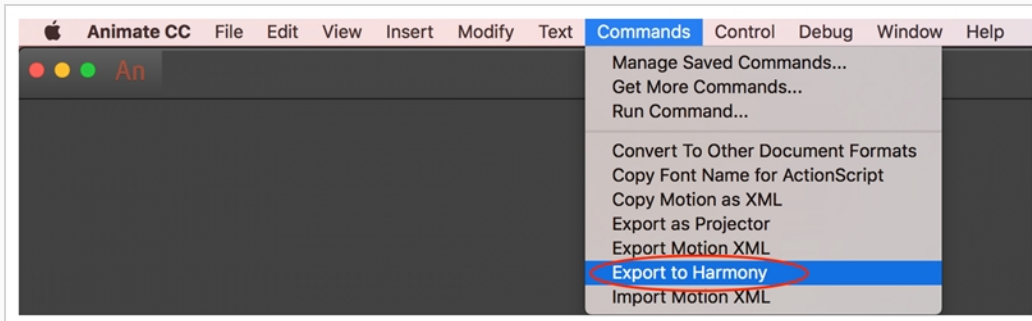 Animate CC File Edit View Insert Modify Text Commands Control Debug Window Help
An
Manage Saved Commands...
Get More Commands...
Run Command...
Convert To Other Document Formats
Copy Font Name for ActionScript
Copy Motion as XML
Export as Projector
Export Motion XML
Export to Harmony
Import Motion XML